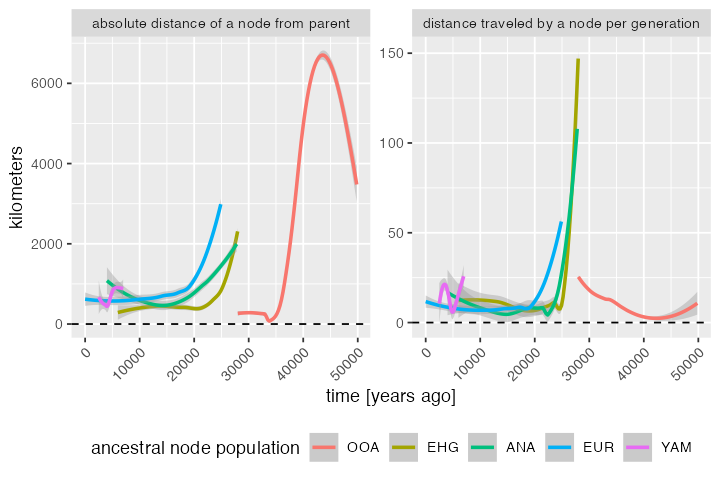 absolute distance of a node from parent
distance traveled by a node per generation
kilometers
6000
4000
2000
0
150
100
50
0
0 10000 20000 30000 40000 50000
0 10000 20000 30000 40000 50000
time [years ago]
ancestral node population OOA EHG ANA EUR YAM